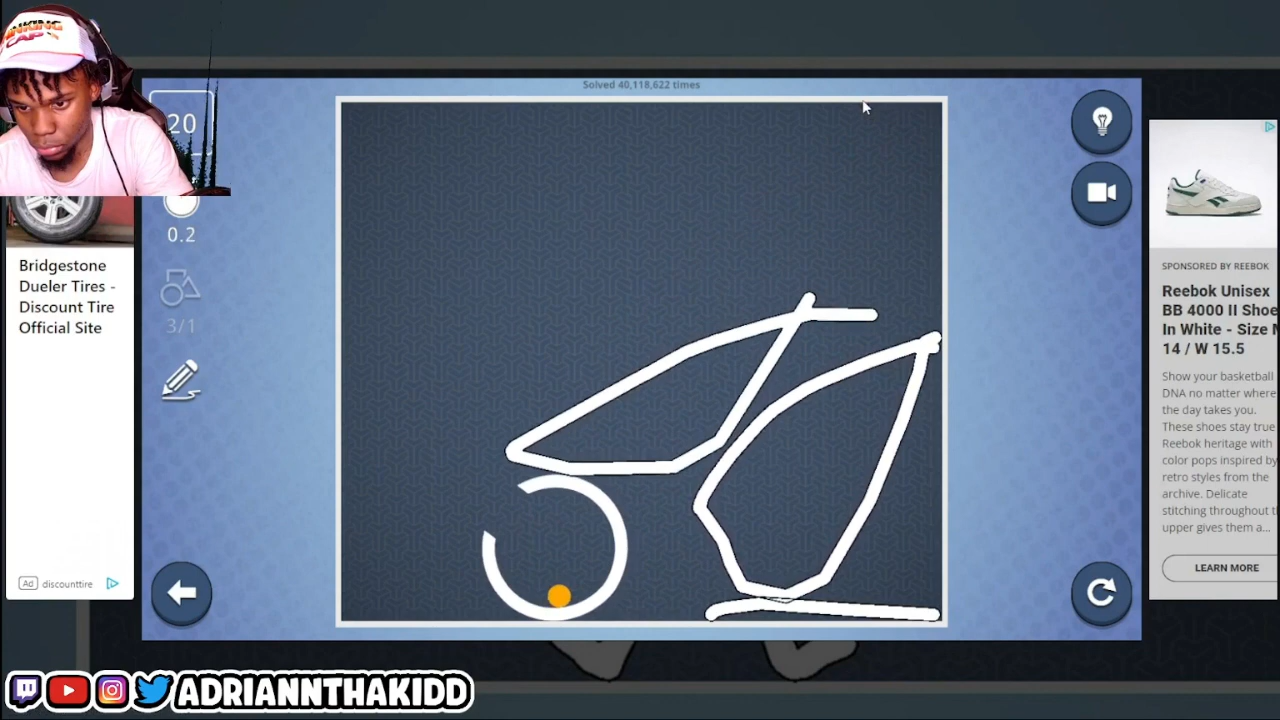 Solved 40,118,622 times
20
0.2
3/1
Bridgestone
Dueler Tires -
Discount Tire
Official Site
Ad discounttire
SPONSORED BY REEBOK
Reebok Unisex
BB 4000 II Shoe
In White - Size M
14 / W 15.5
Show your basketball
DNA no matter where
the day takes you.
These shoes stay true
Reebok heritage with
color pops inspired by
retro styles from the
archive. Delicate
stitching throughout t
upper gives them a...
LEARN MORE
ADRIANNTHAKIDD